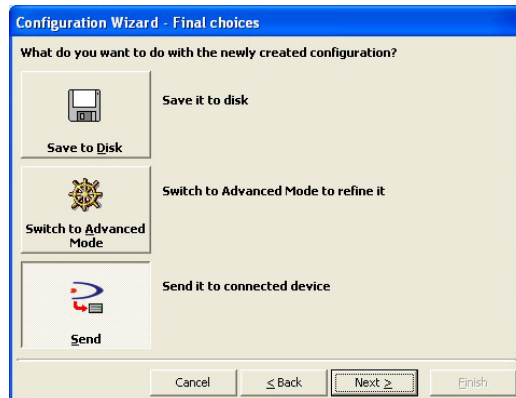 Configuration Wizard - Final choices
What do you want to do with the newly created configuration?
Save to Disk
Save it to disk
Switch to Advanced
Mode
Switch to Advanced Mode to refine it
Send
Send it to connected device
Cancel
< Back
Next >
Finish